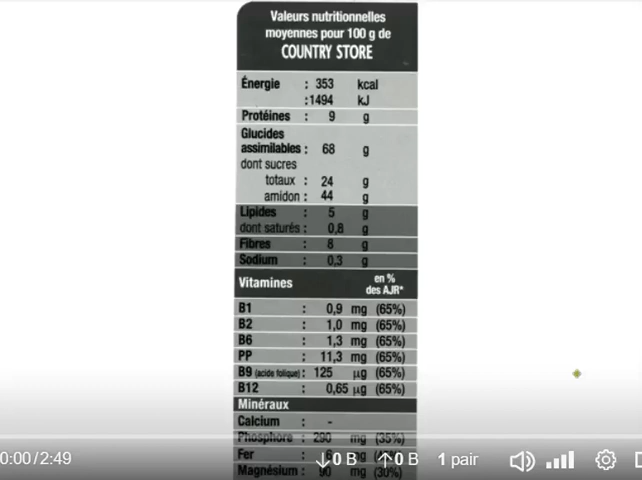 Valeurs nutritionnelles
moyennes pour 100 g de
COUNTRY STORE
Énergie : 353 kcal
:1494 kJ
Protéines : 9 g
Glucides
assimilables : 68 g
dont sucres
totaux : 24 g
amidon : 44 g
Lipides : 5 g
dont saturés : 0,8 g
Fibres : 8 g
Sodium : 0,3 g
Vitamines en %
des AJR*
B1 : 0,9 mg (65%)
B2 : 1,0 mg (65%)
B6 : 1,3 mg (65%)
PP : 11,3 mg (65%)
B9 (acide folique) : 125 µg (65%)
B12 : 0,65 µg (65%)
Minéraux
Calcium : -
Phosphore : 290 mg (35%)
Fer : mg
Magnésium : 90 mg (30%)
0:00/2:49 ↓0 B ↑0 B 1 pair